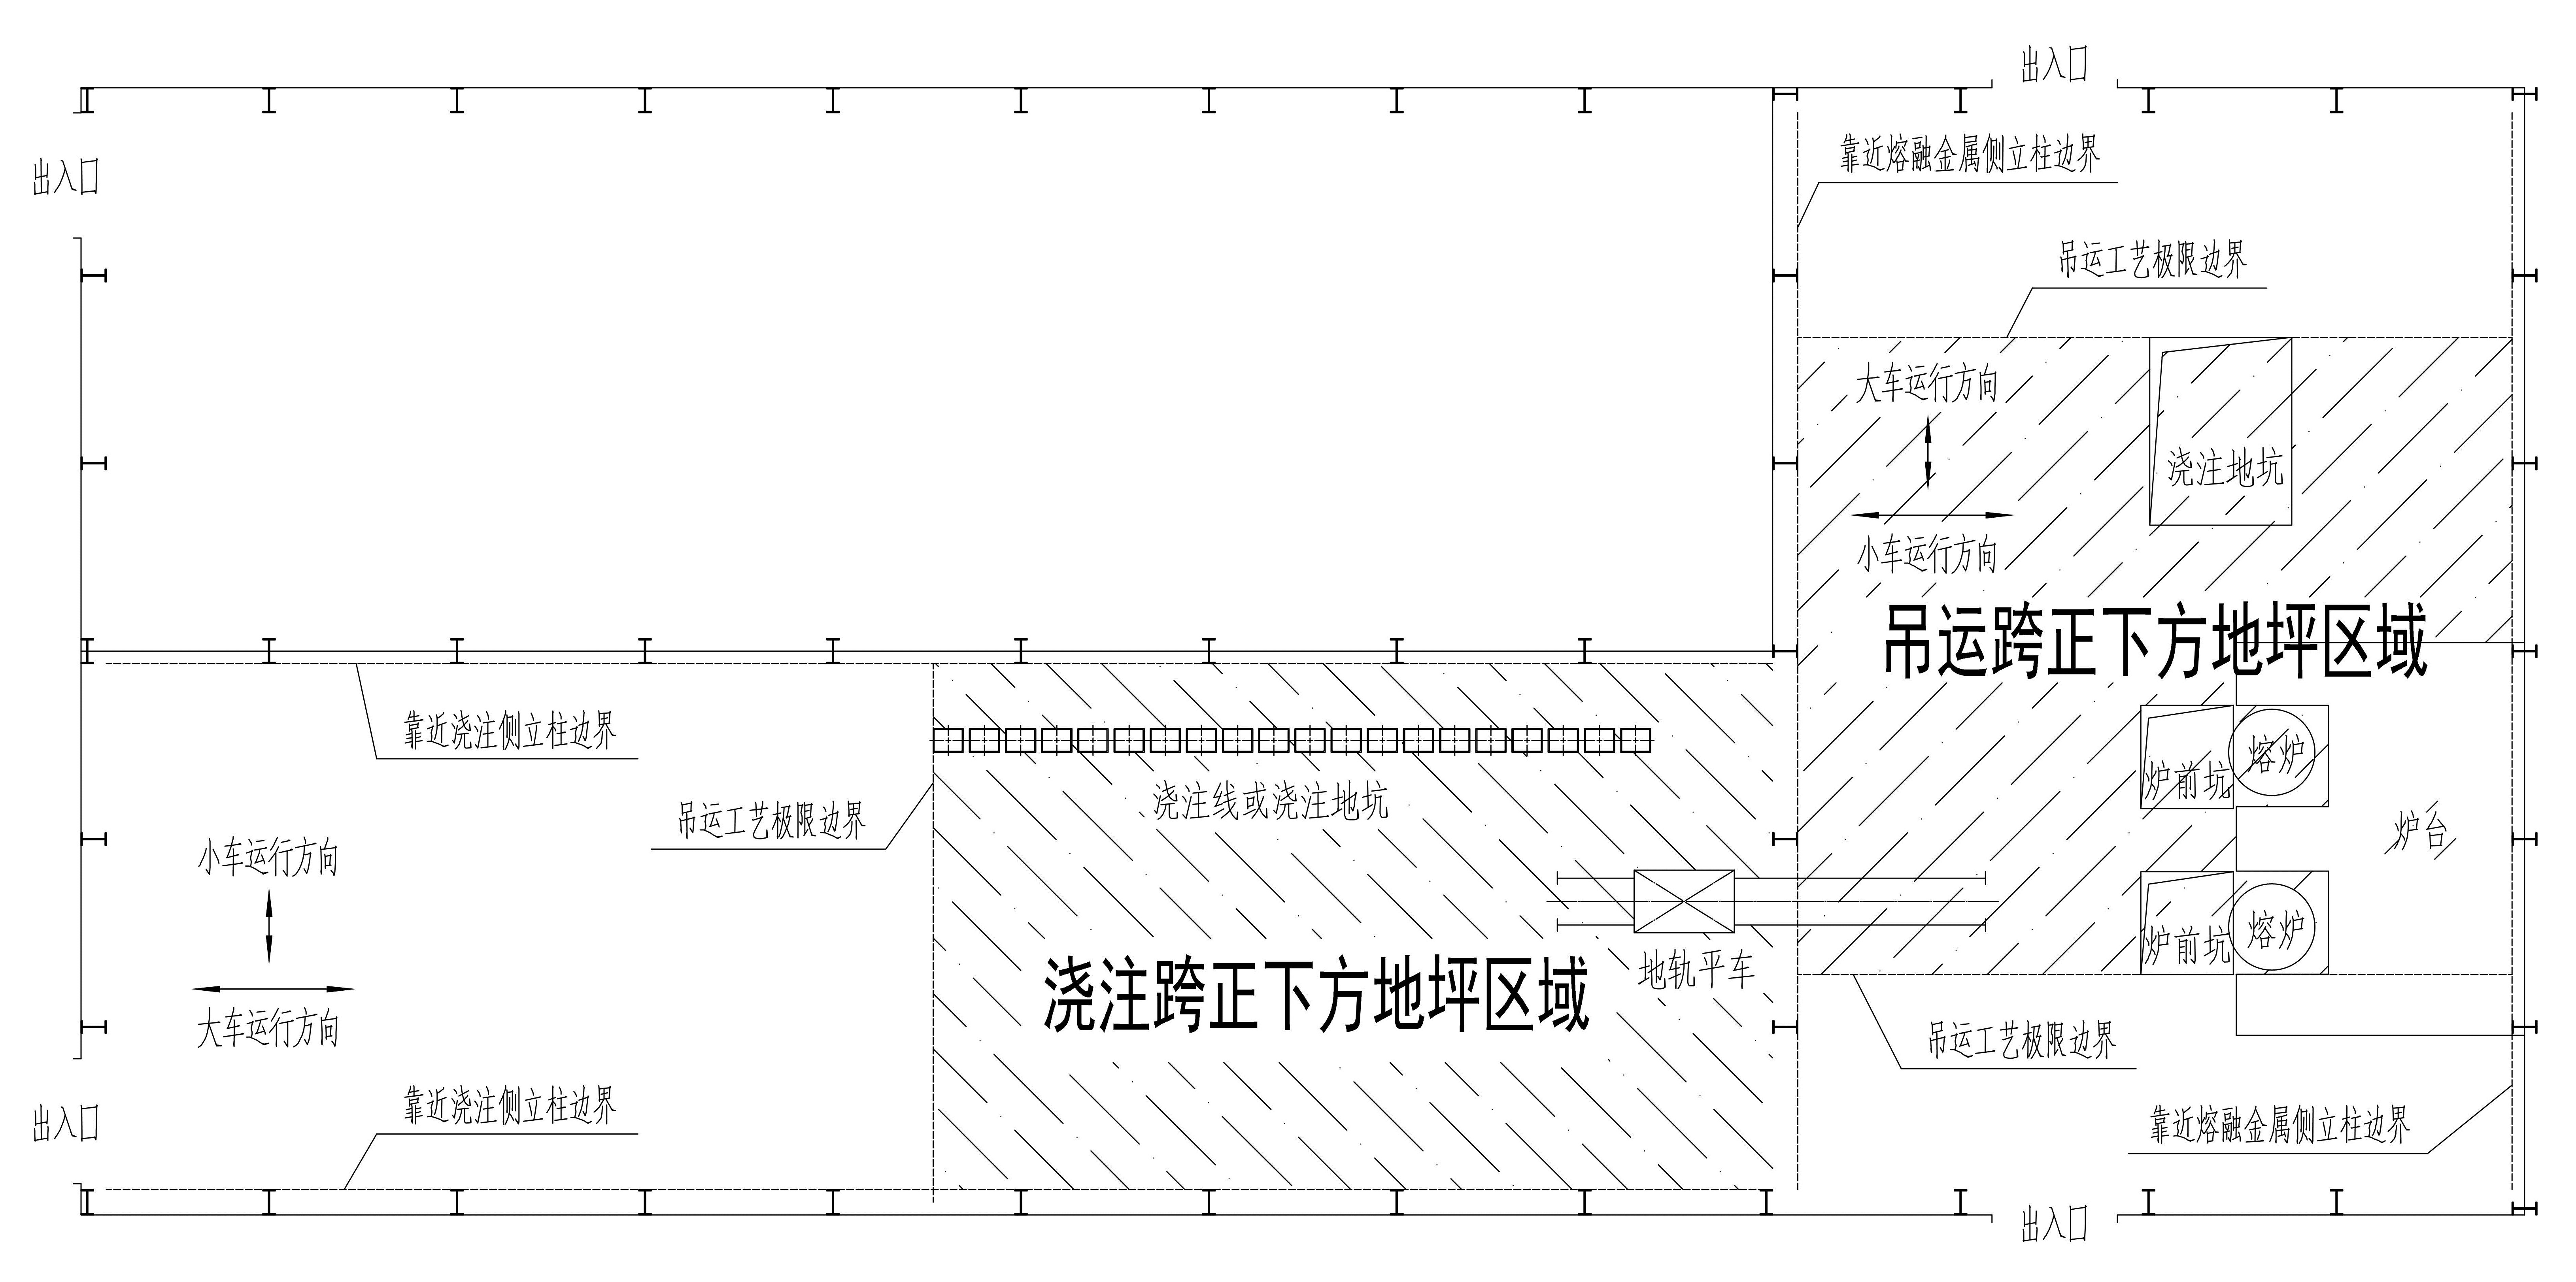 出入口
出入口
靠近熔融金属侧立柱边界
吊运工艺极限边界
大车运行方向
浇注地坑
小车运行方向
吊运跨正下方地坪区域
靠近浇注侧立柱边界
吊运工艺极限边界
浇注线或浇注地坑
炉前坑
熔炉
炉台
小车运行方向
大车运行方向
炉前坑
熔炉
地轨平车
浇注跨正下方地坪区域
吊运工艺极限边界
靠近浇注侧立柱边界
靠近熔融金属侧立柱边界
出入口
出入口